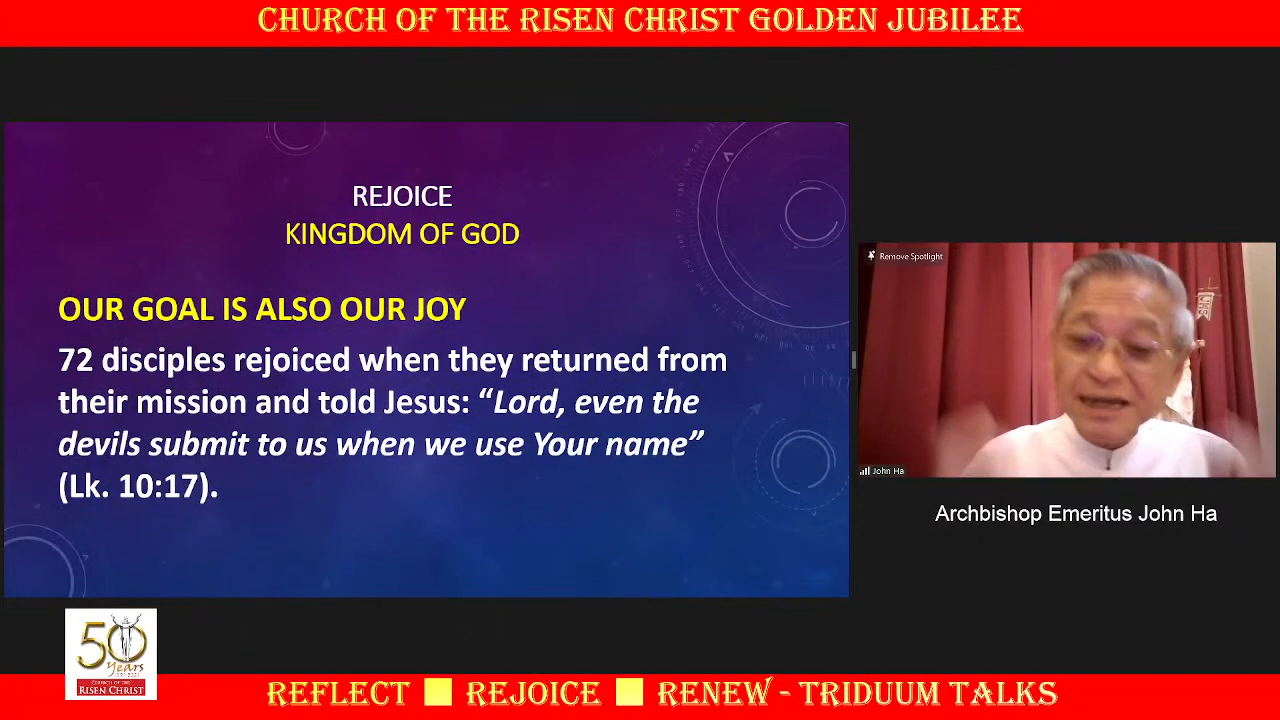 CHURCH OF THE RISEN CHRIST GOLDEN JUBILEE
REJOICE
KINGDOM OF GOD
OUR GOAL IS ALSO OUR JOY
72 disciples rejoiced when they returned from
their mission and told Jesus: “Lord, even the
devils submit to us when we use Your name”
(Lk. 10:17).
Remove Spotlight
John Ha
Archbishop Emeritus John Ha
50
Years
CHURCH OF THE
RISEN CHRIST
REFLECT REJOICE RENEW - TRIDUUM TALKS